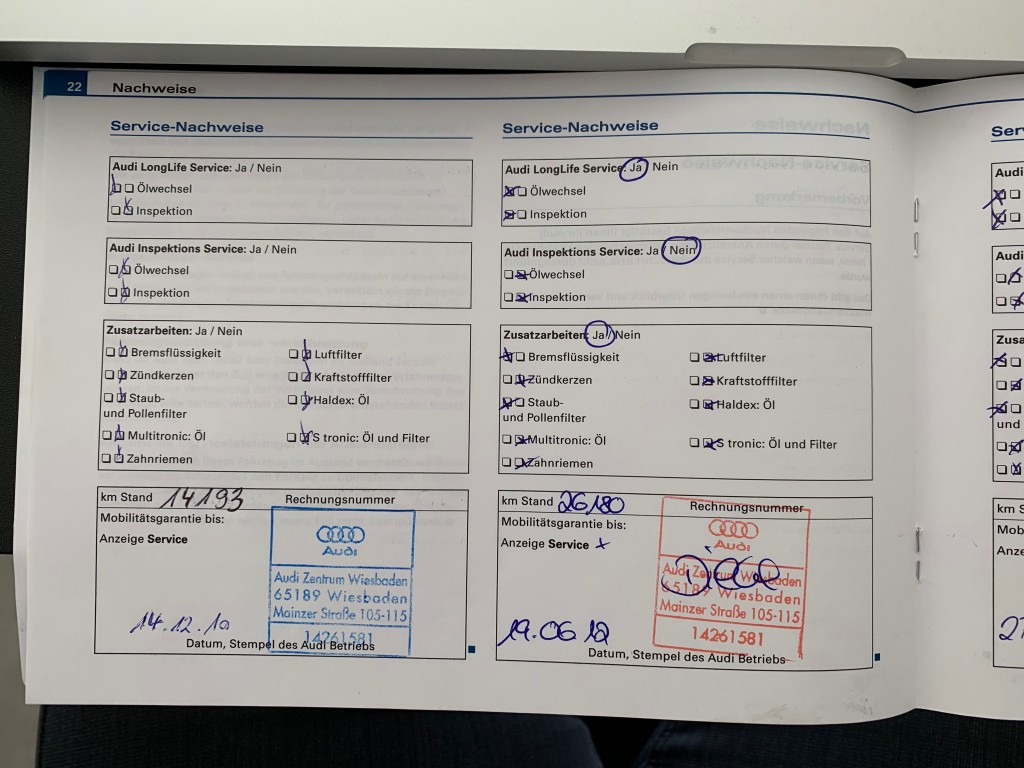 22 Nachweise
Service-Nachweise
Audi LongLife Service: Ja / Nein
Ölwechsel
Inspektion
Audi Inspektions Service: Ja / Nein
Ölwechsel
Inspektion
Zusatzarbeiten: Ja / Nein
Bremsflüssigkeit
Luftfilter
Zündkerzen
Kraftstofffilter
Staub-
und Pollenfilter
Haldex: Öl
Multitronic: Öl
S tronic: Öl und Filter
Zahnriemen
km Stand 14193
Rechnungsnummer
Mobilitätsgarantie bis:
Anzeige Service
Audi
Audi Zentrum Wiesbaden
65189 Wiesbaden
Mainzer Straße 105-115
14261581
14.12.10
Datum, Stempel des Audi Betriebs
Service-Nachweise
Audi LongLife Service: Ja / Nein
Ölwechsel
Inspektion
Audi Inspektions Service: Ja / Nein
Ölwechsel
Inspektion
Zusatzarbeiten: Ja / Nein
Bremsflüssigkeit
Luftfilter
Zündkerzen
Kraftstofffilter
Staub-
und Pollenfilter
Haldex: Öl
Multitronic: Öl
S tronic: Öl und Filter
Zahnriemen
km Stand 26180
Rechnungsnummer
Mobilitätsgarantie bis:
Anzeige Service x
Audi
Audi Zentrum Wiesbaden
65189 Wiesbaden
Mainzer Straße 105-115
14261581
19.06.12
Datum, Stempel des Audi Betriebs